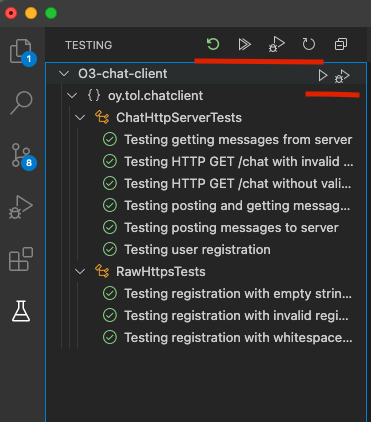 TESTING
1
O3-chat-client
{} oy.tol.chatclient
ChatHttpServerTests
Testing getting messages from server
Testing HTTP GET /chat with invalid ...
Testing HTTP GET /chat without vali...
Testing posting and getting messag...
8
Testing posting messages to server
Testing user registration
RawHttpsTests
Testing registration with empty strin...
Testing registration with invalid regi...
Testing registration with whitespace...